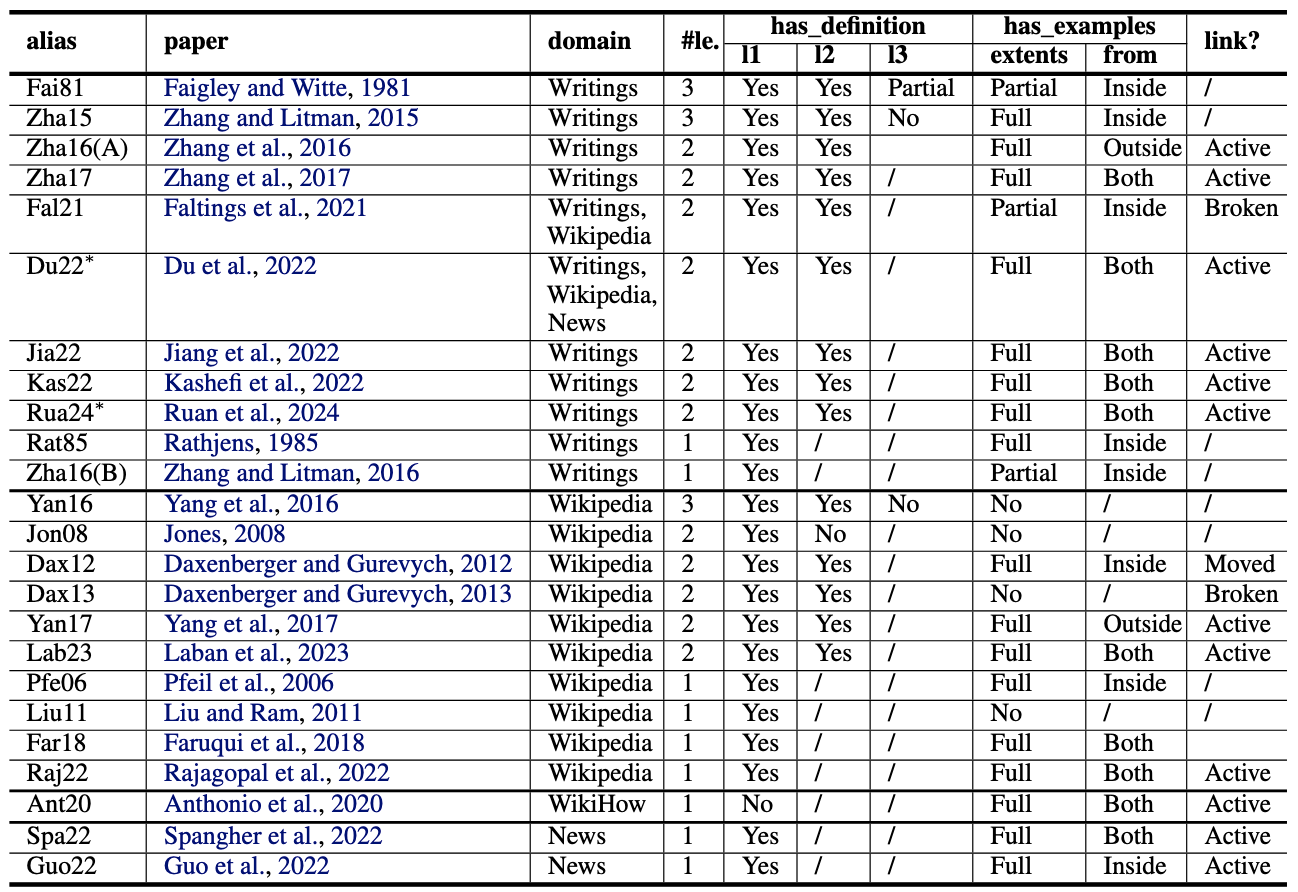 alias paper domain #le. has_definition has_examples link?
l1 l2 l3 extents from
Fai81 Faigley and Witte, 1981 Writings 3 Yes Yes Partial Partial Inside /
Zha15 Zhang and Litman, 2015 Writings 3 Yes Yes No Full Inside /
Zha16(A) Zhang et al., 2016 Writings 2 Yes Yes Full Outside Active
Zha17 Zhang et al., 2017 Writings 2 Yes Yes / Full Both Active
Fal21 Faltings et al., 2021 Writings, 2 Yes Yes / Partial Inside Broken
Wikipedia
Du22* Du et al., 2022 Writings, 2 Yes Yes / Full Both Active
Wikipedia,
News
Jia22 Jiang et al., 2022 Writings 2 Yes Yes / Full Both Active
Kas22 Kashefi et al., 2022 Writings 2 Yes Yes / Full Both Active
Rua24* Ruan et al., 2024 Writings 2 Yes Yes / Full Both Active
Rat85 Rathjens, 1985 Writings 1 Yes / / Full Inside /
Zha16(B) Zhang and Litman, 2016 Writings 1 Yes / / Partial Inside /
Yan16 Yang et al., 2016 Wikipedia 3 Yes Yes No No / /
Jon08 Jones, 2008 Wikipedia 2 Yes No / No / /
Dax12 Daxenberger and Gurevych, 2012 Wikipedia 2 Yes Yes / Full Inside Moved
Dax13 Daxenberger and Gurevych, 2013 Wikipedia 2 Yes Yes / No / Broken
Yan17 Yang et al., 2017 Wikipedia 2 Yes Yes / Full Outside Active
Lab23 Laban et al., 2023 Wikipedia 2 Yes Yes / Full Both Active
Pfe06 Pfeil et al., 2006 Wikipedia 1 Yes / / Full Inside /
Liu11 Liu and Ram, 2011 Wikipedia 1 Yes / / No / /
Far18 Faruqui et al., 2018 Wikipedia 1 Yes / / Full Both
Raj22 Rajagopal et al., 2022 Wikipedia 1 Yes / / Full Both Active
Ant20 Anthonio et al., 2020 WikiHow 1 No / / Full Both Active
Spa22 Spangher et al., 2022 News 1 Yes / / Full Both Active
Guo22 Guo et al., 2022 News 1 Yes / / Full Inside Active